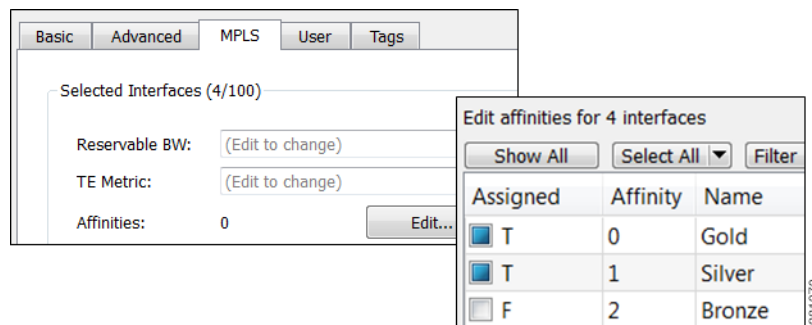 Basic Advanced MPLS User Tags
Selected Interfaces (4/100)
Reservable BW: (Edit to change)
TE Metric: (Edit to change)
Affinities: 0 Edit...
Edit affinities for 4 interfaces
Show All Select All Filter
Assigned Affinity Name
T 0 Gold
T 1 Silver
F 2 Bronze